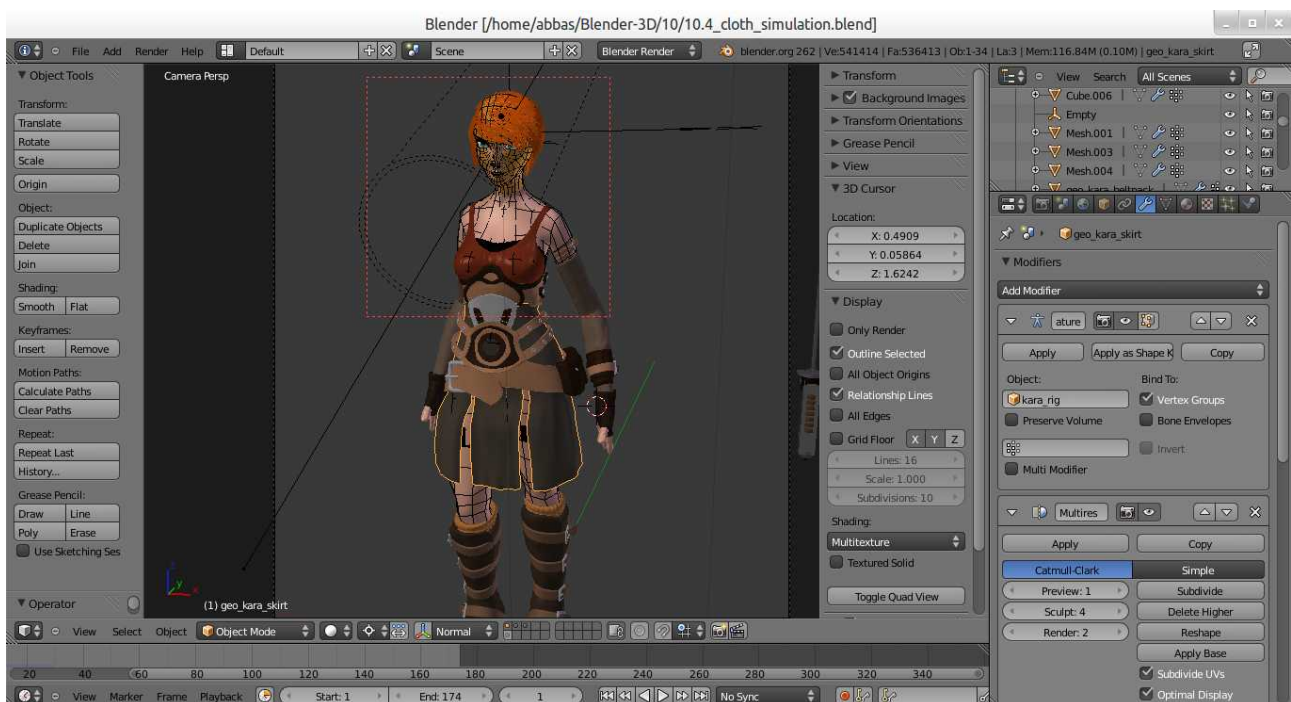 Blender [/home/abbas/Blender-3D/10/10.4_cloth_simulation.blend]
File Add Render Help Default Scene Blender Render blender.org 262 | Ve:541414 | Fa:536413 | Ob:1-34 | La:3 | Mem:116.84M (0.10M) | geo_kara_skirt
Object Tools
Transform:
Translate
Rotate
Scale
Origin
Object:
Duplicate Objects
Delete
Join
Shading:
Smooth Flat
Keyframes:
Insert Remove
Motion Paths:
Calculate Paths
Clear Paths
Repeat:
Repeat Last
History...
Grease Pencil:
Draw Line
Poly Erase
Use Sketching Ses
Operator
Camera Persp
z
y
x
(1) geo_kara_skirt
Transform
Background Images
Transform Orientations
Grease Pencil
View
3D Cursor
Location:
X: 0.4909
Y: 0.05864
Z: 1.6242
Display
Only Render
Outline Selected
All Object Origins
Relationship Lines
All Edges
Grid Floor X Y Z
Lines: 16
Scale: 1.000
Subdivisions: 10
Shading:
Multitexture
Textured Solid
Toggle Quad View
View Search All Scenes
Cube.006
Empty
Mesh.001
Mesh.003
Mesh.004
geo_kara_beltpack
geo_kara_skirt
Modifiers
Add Modifier
ature
Apply Apply as Shape K Copy
Object: Bind To:
kara_rig Vertex Groups
Preserve Volume Bone Envelopes
Invert
Multi Modifier
Multires
Apply Copy
Catmull-Clark Simple
Preview: 1 Subdivide
Sculpt: 4 Delete Higher
Render: 2 Reshape
Apply Base
Subdivide UVs
Optimal Display
View Select Object Object Mode Normal
20 40 60 80 100 120 140 160 180 200 220 240 260 280 300 320 340
View Marker Frame Playback Start: 1 End: 174 1 No Sync